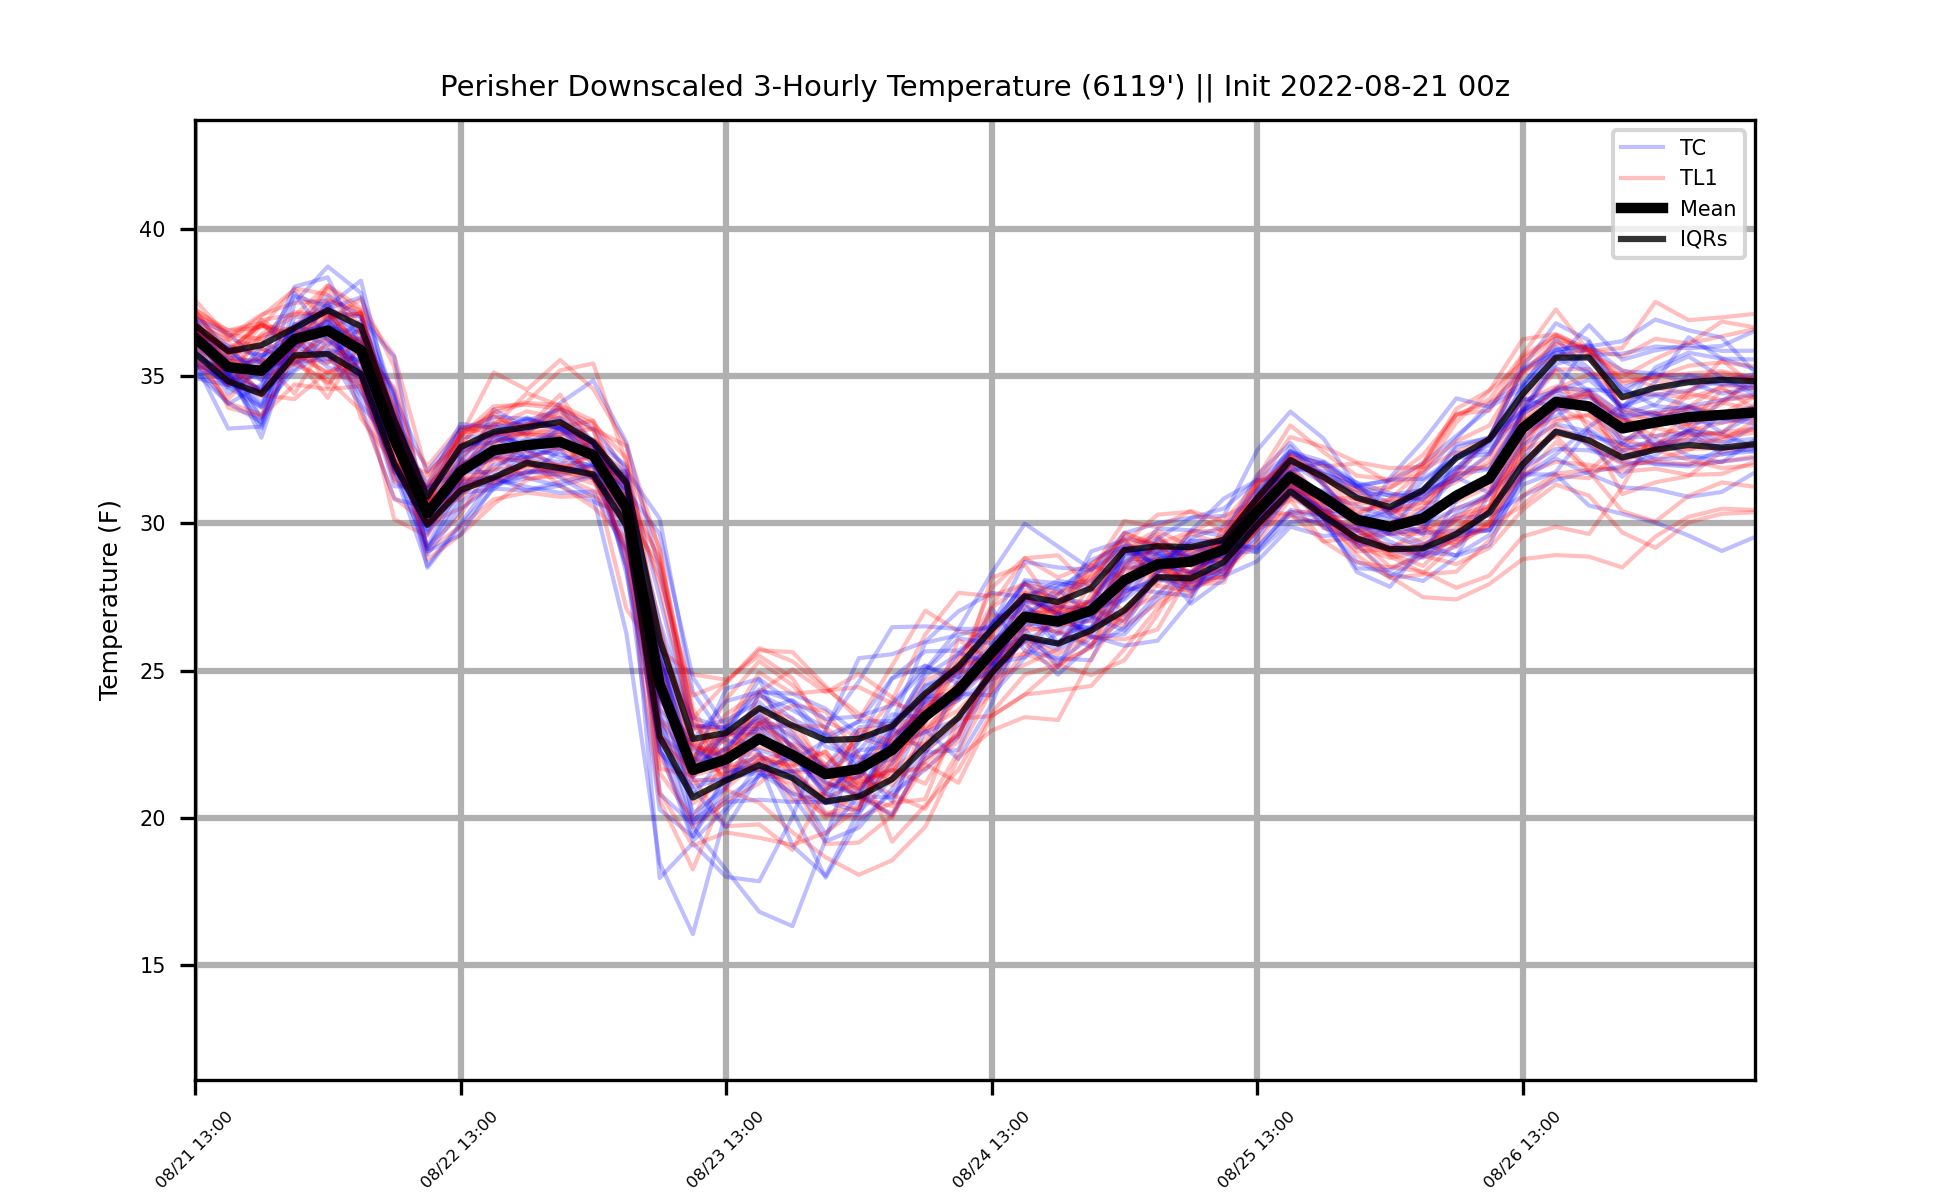 Perisher Downscaled 3-Hourly Temperature (6119') || Init 2022-08-21 00z
TC
TL1
Mean
IQRs
Temperature (F)
40
35
30
25
20
15
08/21 13:00
08/22 13:00
08/23 13:00
08/24 13:00
08/25 13:00
08/26 13:00